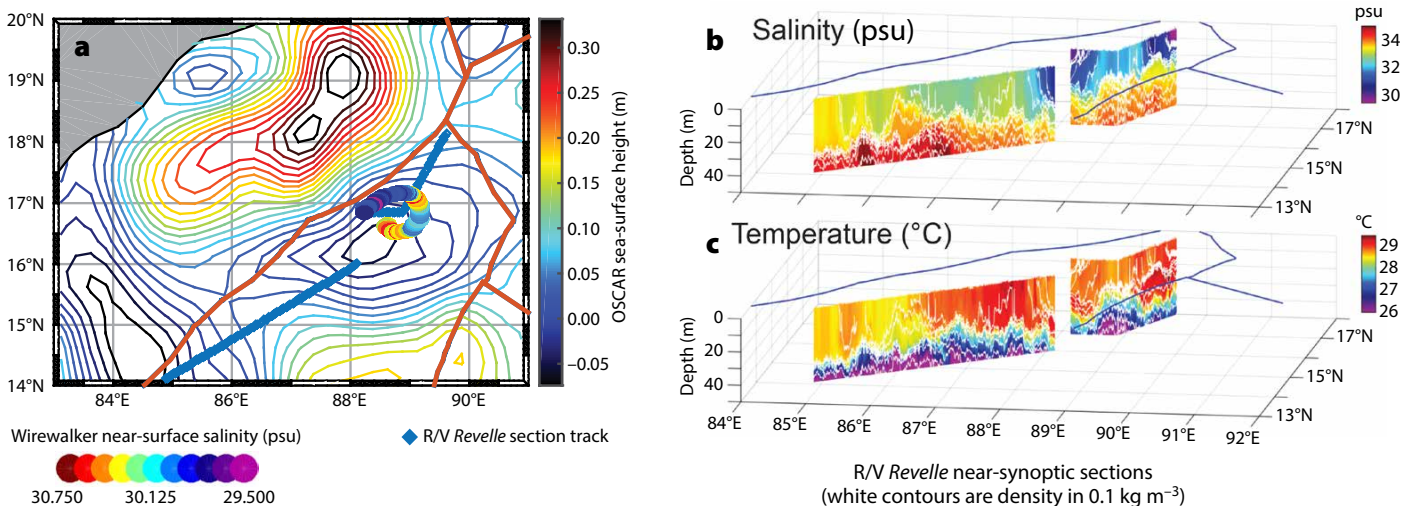 a
20°N
19°N
18°N
17°N
16°N
15°N
14°N
84°E 86°E 88°E 90°E
0.30
0.25
0.20
0.15
0.10
0.05
0.00
−0.05
OSCAR sea-surface height (m)
Wirewalker near-surface salinity (psu)
30.750 30.125 29.500
R/V Revelle section track
b Salinity (psu)
psu
34
32
30
0
20
40
Depth (m)
17°N
15°N
13°N
c Temperature (°C)
°C
29
28
27
26
0
20
40
Depth (m)
17°N
15°N
13°N
84°E 85°E 86°E 87°E 88°E 89°E 90°E 91°E 92°E
R/V Revelle near-synoptic sections
(white contours are density in 0.1 kg m⁻³)